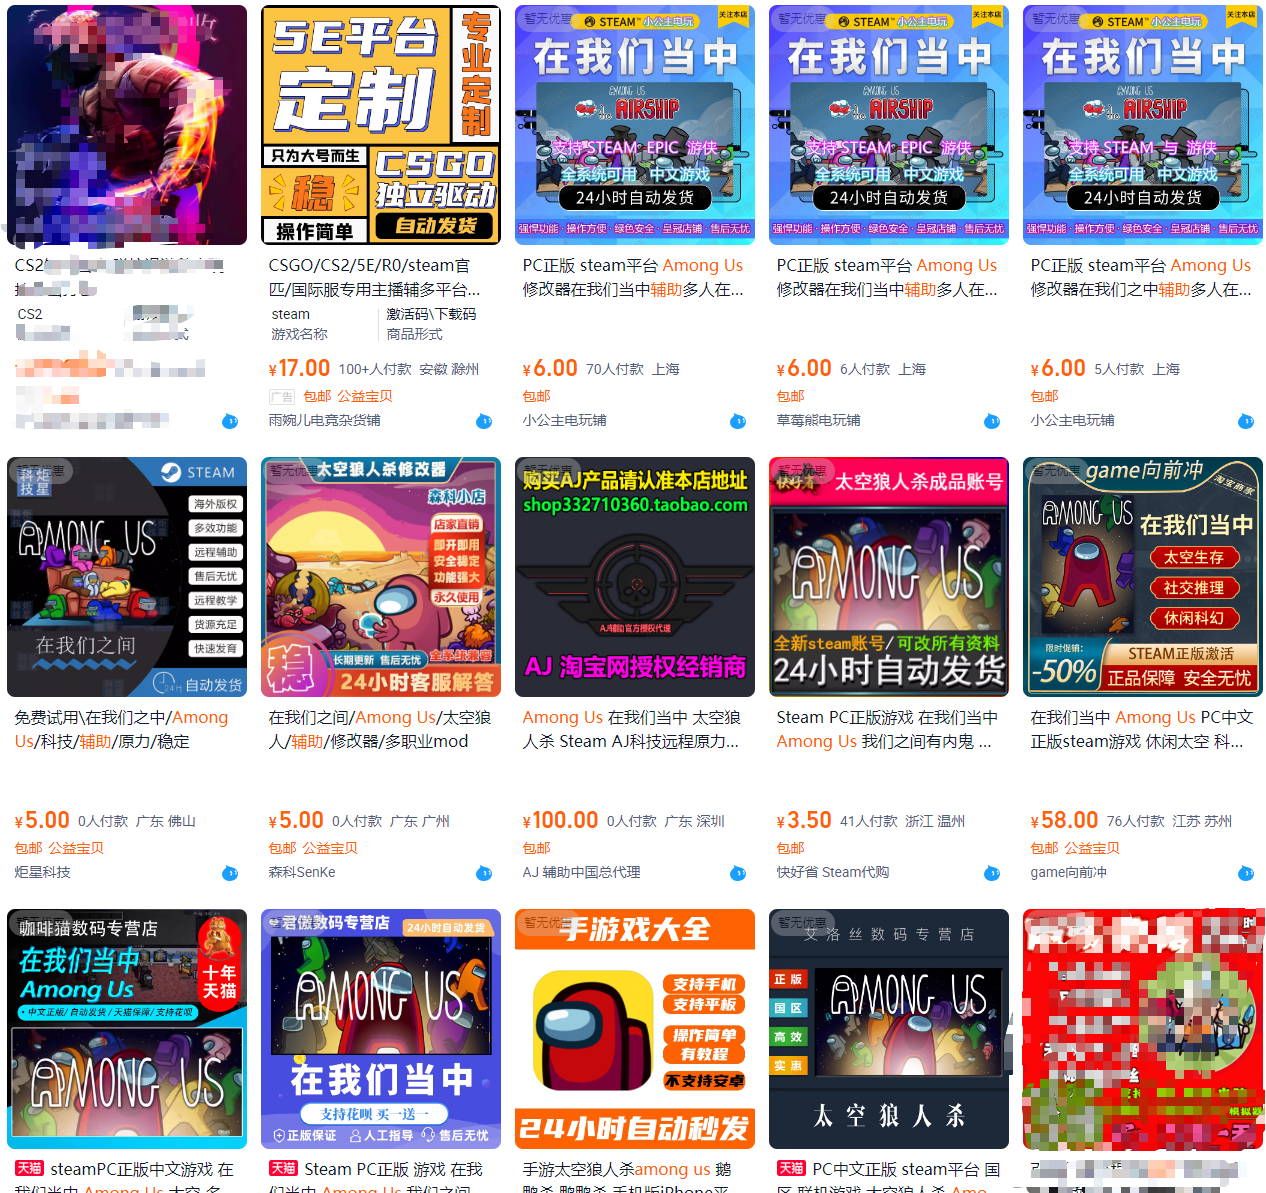 CS2
CS2
5E平台
定制
专业定制
只为大号而生
稳
操作简单
CSGO
独立驱动
自动发货
CSGO/CS2/5E/R0/steam官
匹/国际服专用主播辅多平台...
steam
激活码\下载码
游戏名称
商品形式
¥17.00 100+人付款 安徽 滁州
广告 包邮 公益宝贝
雨婉儿电竞杂货铺
暂无优惠
STEAM™小公主电玩
关注本店
在我们当中
AMONG US
the AIRSHIP
支持STEAM EPIC 游侠
全系统可用 中文游戏
24小时自动发货
强悍功能·操作方便·绿色安全·皇冠店铺·售后无忧
PC正版 steam平台 Among Us
修改器在我们当中辅助多人在...
¥6.00 70人付款 上海
包邮
小公主电玩铺
暂无优惠
STEAM™小公主电玩
关注本店
在我们当中
AMONG US
the AIRSHIP
支持STEAM EPIC 游侠
全系统可用 中文游戏
24小时自动发货
强悍功能·操作方便·绿色安全·皇冠店铺·售后无忧
PC正版 steam平台 Among Us
修改器在我们当中辅助多人在...
¥6.00 6人付款 上海
包邮
草莓熊电玩铺
暂无优惠
STEAM™小公主电玩
关注本店
在我们当中
AMONG US
the AIRSHIP
支持 STEAM 与 游侠
全系统可用 中文游戏
24小时自动发货
强悍功能·操作方便·绿色安全·皇冠店铺·售后无忧
PC正版 steam平台 Among Us
修改器在我们之中辅助多人在...
¥6.00 5人付款 上海
包邮
小公主电玩铺
暂无优惠
科炬
技星
STEAM
AMONG US
海外版权
多效功能
远程辅助
售后无忧
远程教学
货源充足
快速发育
在我们之间
24H 自动发货
免费试用\在我们之中/Among
Us/科技/辅助/原力/稳定
¥5.00 0人付款 广东 佛山
包邮 公益宝贝
炬星科技
暂无优惠
太空狼人杀修改器
森科小店
店家直销
即开即用
安全稳定
功能强大
永久使用
稳
长期更新 售后无忧
全系统兼容
24小时客服解答
在我们之间/Among Us/太空狼
人/辅助/修改器/多职业mod
¥5.00 0人付款 广东 广州
包邮 公益宝贝
森科SenKe
暂无优惠
购买AJ产品请认准本店地址
shop332710360.taobao.com
AJ辅助官方授权代理
AJ 淘宝网授权经销商
Among Us 在我们当中 太空狼
人杀 Steam AJ科技远程原力...
¥100.00 0人付款 广东 深圳
包邮
AJ 辅助中国总代理
暂无优惠
快好省
太空狼人杀成品账号
AMONG US
全新steam账号/可改所有资料
24小时自动发货
Steam PC正版游戏 在我们当中
Among Us 我们之间有内鬼 ...
¥3.50 41人付款 浙江 温州
包邮
快好省 Steam代购
暂无优惠
game向前冲
淘宝商家
AMONG US
在我们当中
太空生存
社交推理
休闲科幻
限时促销:
-50%
STEAM正版激活
正品保障 安全无忧
在我们当中 Among Us PC中文
正版steam游戏 休闲太空 科...
¥58.00 76人付款 江苏 苏州
包邮 公益宝贝
game向前冲
暂无优惠
咖啡猫数码专营店
在我们当中
Among Us
十年
天猫
·中文正版/自动发货/天猫保障/支持花呗
AMONG US
天猫 steamPC正版中文游戏 在
我们当中 Among Us 太空 多
暂无优惠
君傲数码专营店
24小时自动发货
AMONG US
在我们当中
支持花呗 买一送一
正版保证 人工指导 售后无忧
天猫 Steam PC正版 游戏 在我
们当中 Among Us 我们之间
暂无优惠
手游戏大全
支持手机
支持平板
操作简单
有教程
不支持安卓
24小时自动秒发
手游太空狼人杀among us 鹅
鸭杀 鸭鸭杀 手机版iPhone平
暂无优惠
艾洛丝数码专营店
正版
国区
高效
实惠
AMONG US
太空狼人杀
天猫 PC中文正版 steam平台 国
区 联机游戏 太空狼人杀 Amo
模拟器